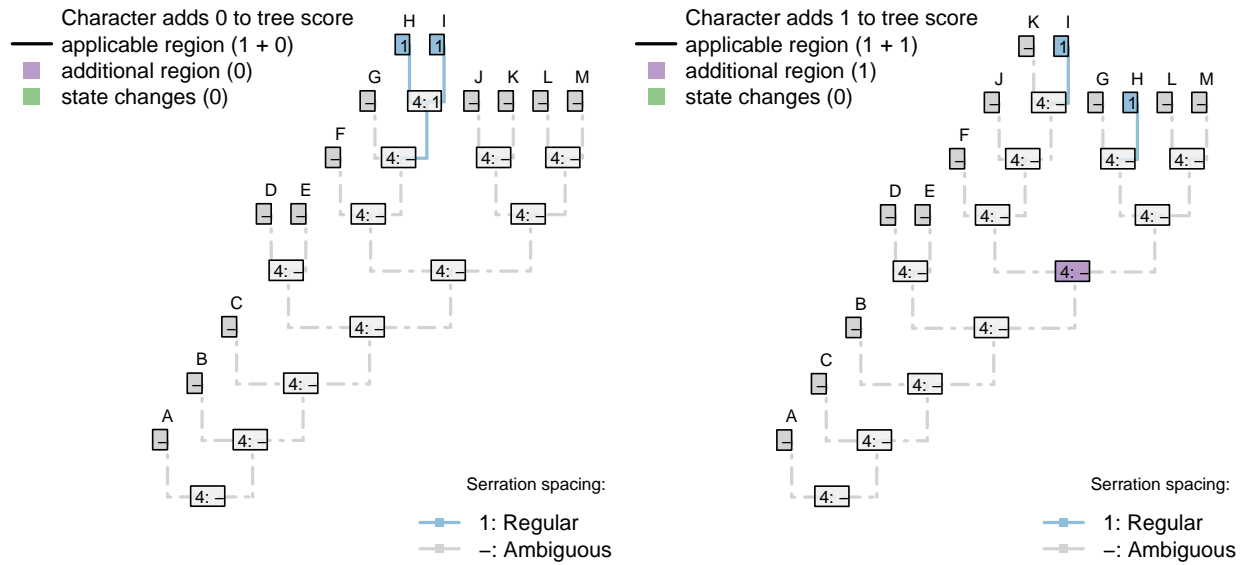 Character adds 0 to tree score
applicable region (1 + 0)
additional region (0)
state changes (0)
H I
1 1
G J K L M
– 4: 1 – – – –
F
– 4: – 4: – 4: –
D E
– – 4: – 4: –
4: – 4: –
C
– 4: –
B
– 4: –
A
– 4: –
4: –
Serration spacing:
1: Regular
–: Ambiguous
Character adds 1 to tree score
applicable region (1 + 1)
additional region (1)
state changes (0)
K I
– 1
J G H L M
– 4: – – 1 – –
F
– 4: – 4: – 4: –
D E
– – 4: – 4: –
4: – 4: –
B
– 4: –
C
– 4: –
A
– 4: –
4: –
Serration spacing:
1: Regular
–: Ambiguous